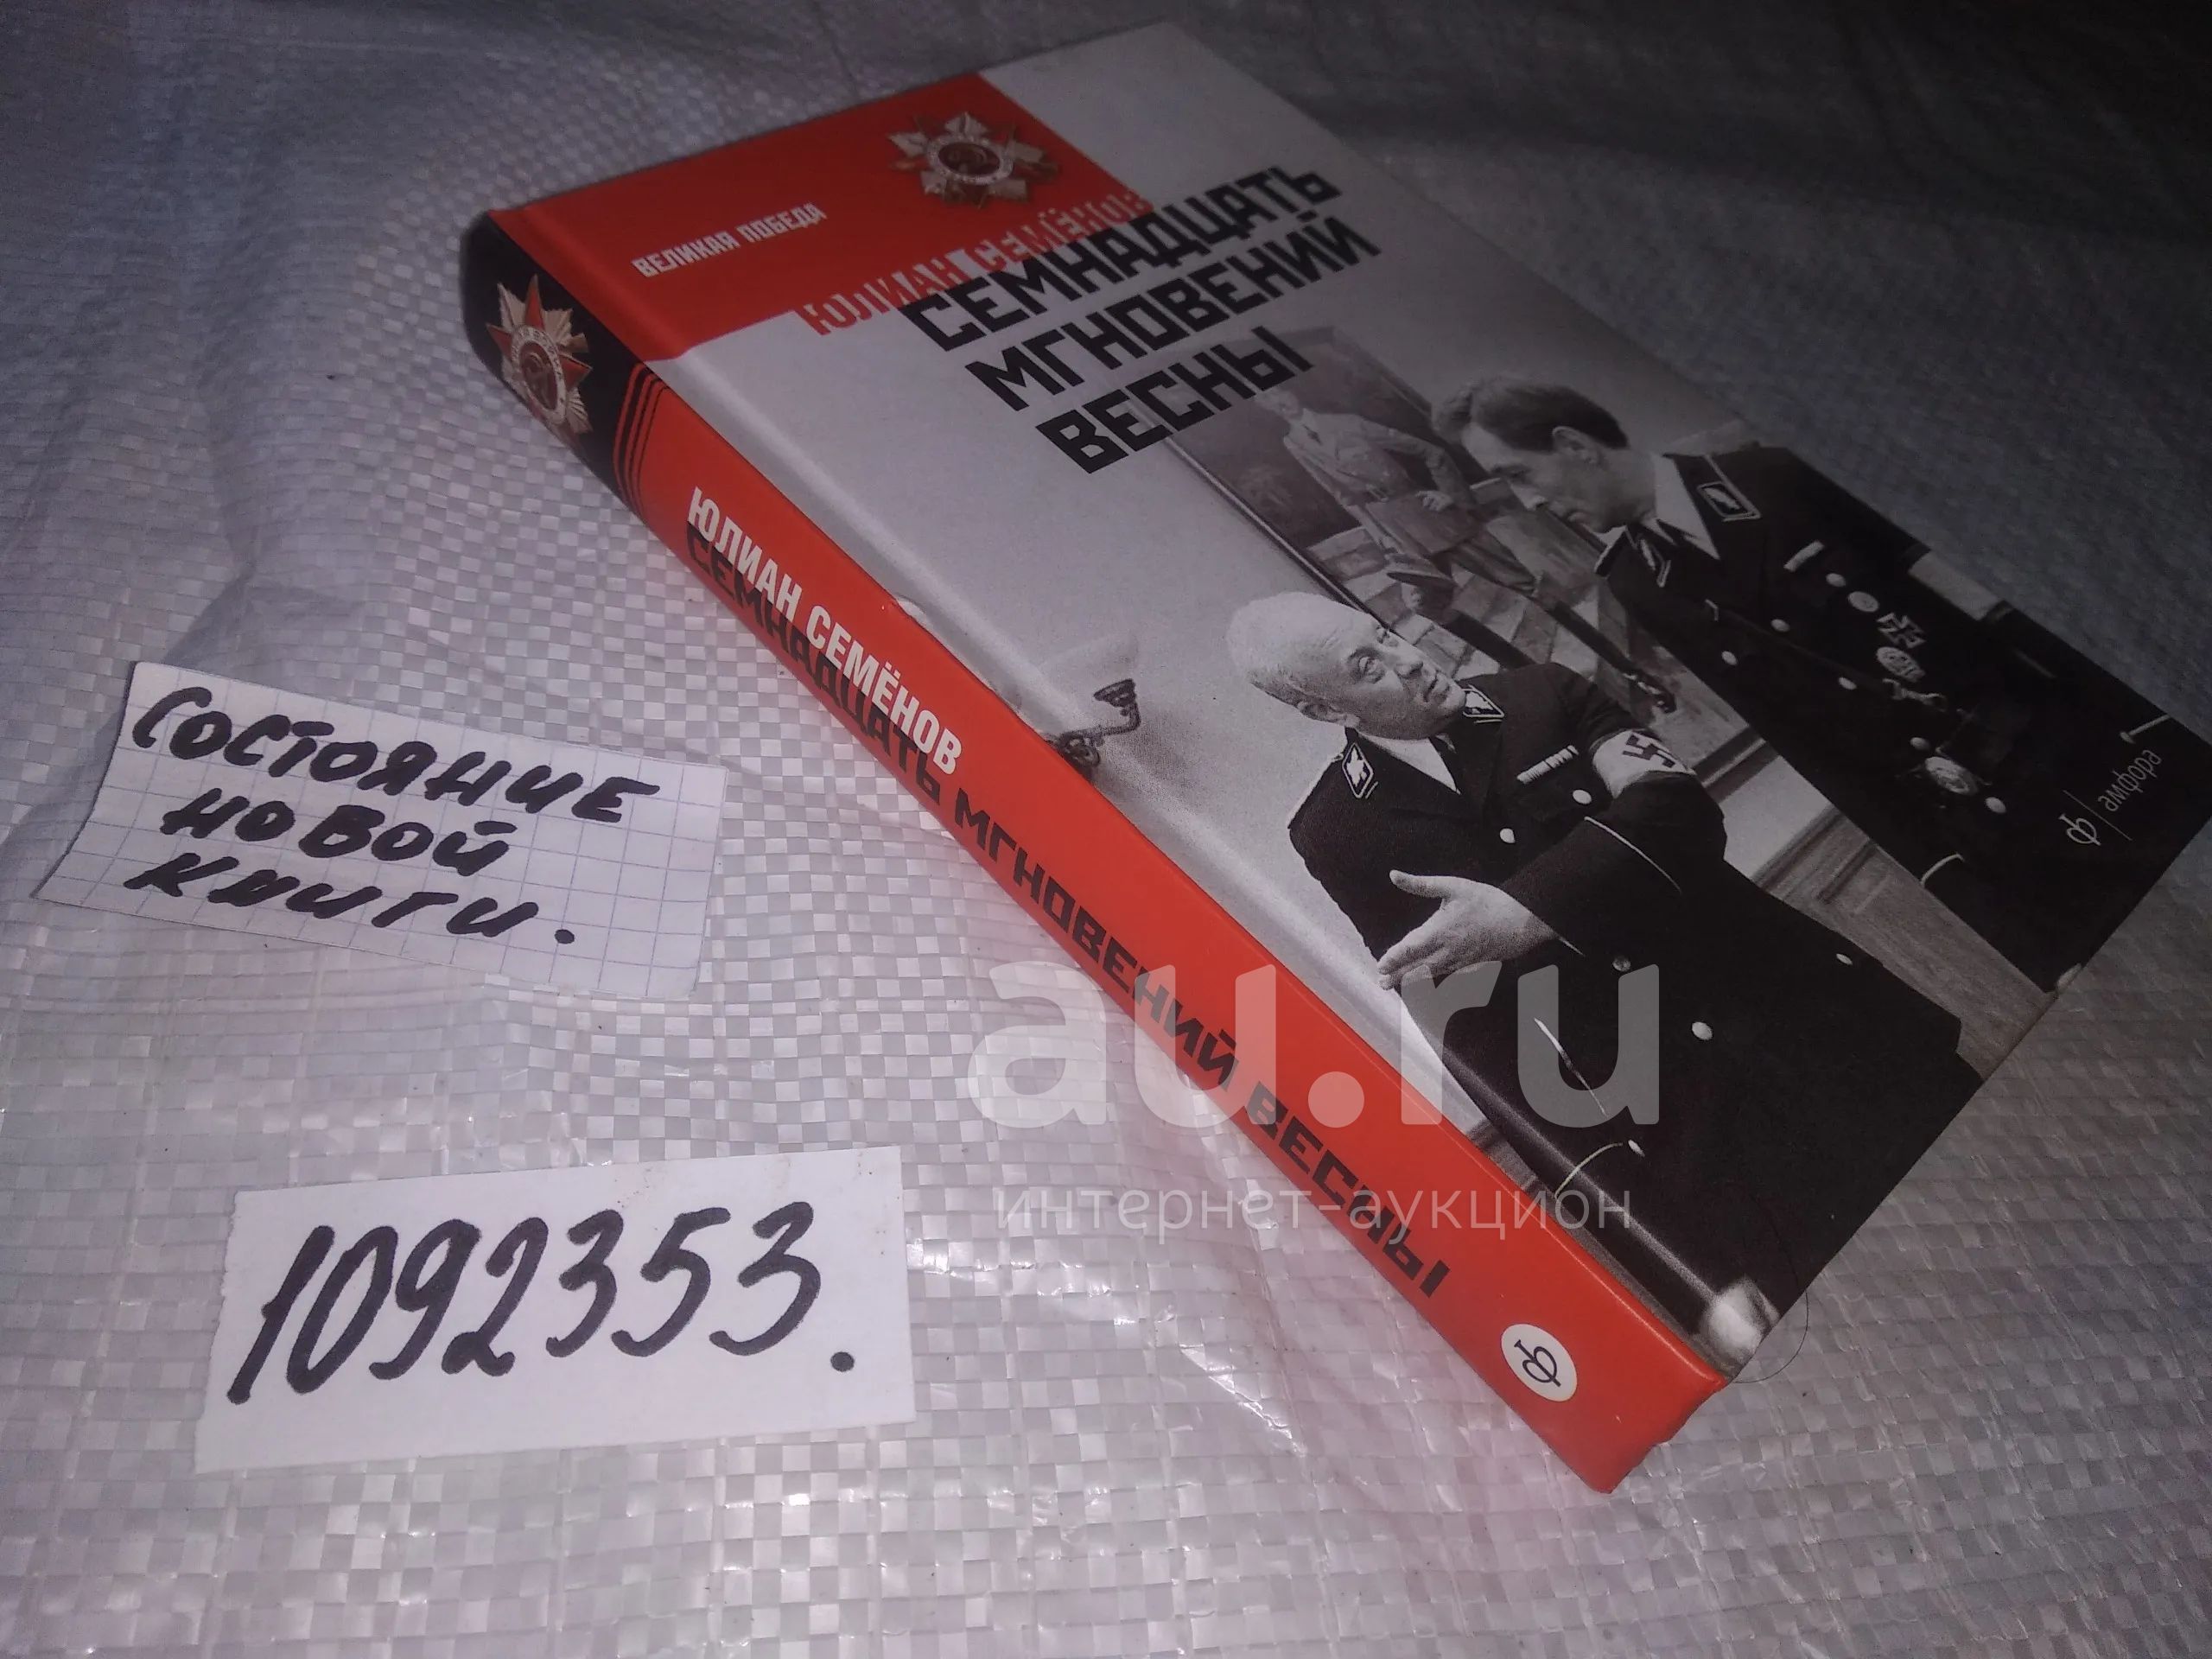 ВЕЛИКАЯ ПОБЕДА
ЮЛИАН СЕМЁНОВ
СЕМНАДЦАТЬ
МГНОВЕНИЙ
ВЕСНЫ
ЮЛИАН СЕМЁНОВ
СЕМНАДЦАТЬ МГНОВЕНИЙ ВЕСНЫ
амфора
СОСТОЯНИЕ
НОВОЙ
КНИГИ.
1092353.
au.ru
интернет-аукцион